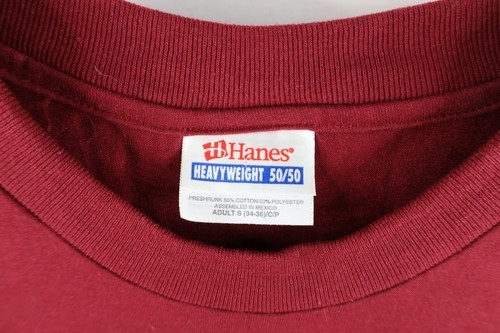 Hanes®
HEAVYWEIGHT 50/50
PRESHRUNK 50% COTTON/50% POLYESTER
ASSEMBLED IN MEXICO
ADULT S (34-36)/C/P